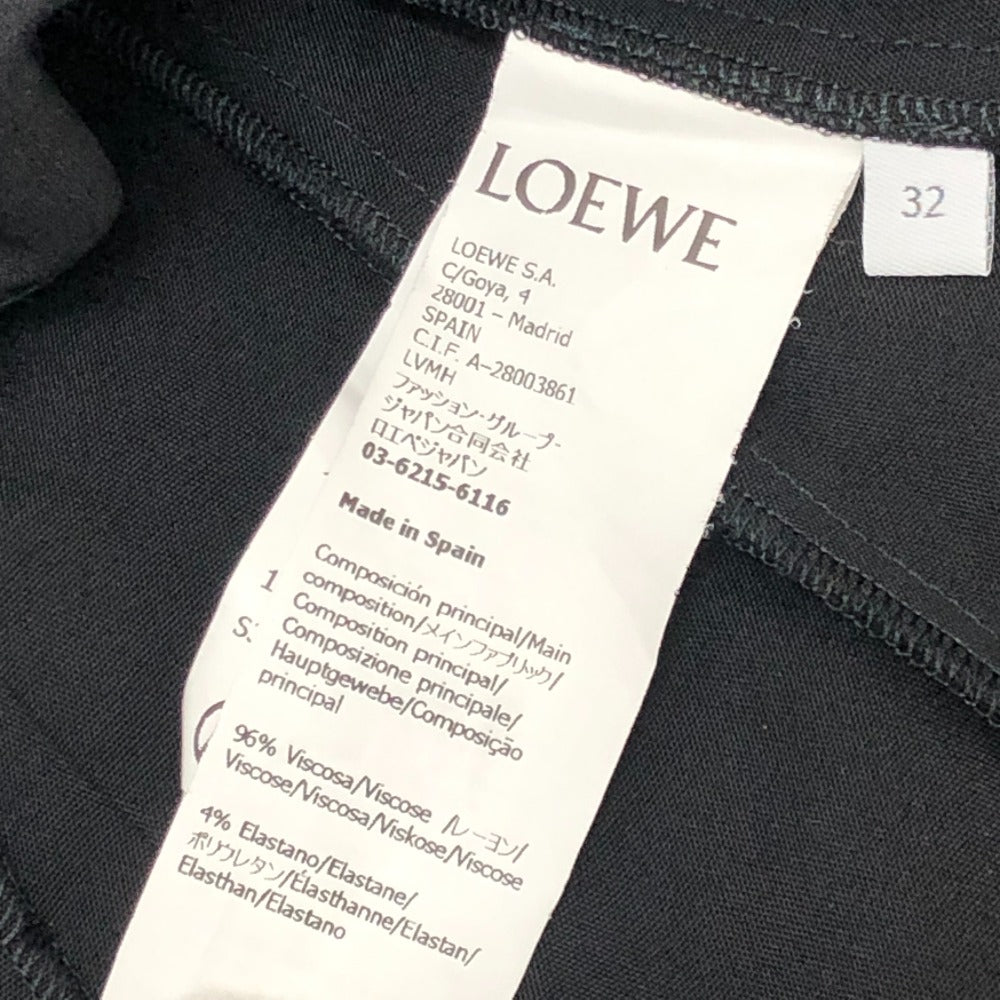 LOEWE
32
LOEWE S.A.
C/Goya, 4
28001 - Madrid
SPAIN
C.I.F. A-28003861
LVMH
ファッション・グループ・
ジャパン合同会社
ロエベジャパン
03-6215-6116
Made in Spain
Composición principal/Main
composition/メインファブリック/
Composition principal/
Composizione principale/
Hauptgewebe/Composição
principal
96% Viscosa/Viscose /レーヨン/
Viscose/Viscosa/Viskose/Viscose
4% Elastano/Elastane/
ポリウレタン/Élasthanne/Elastan/
Elasthan/Elastano
1
S: